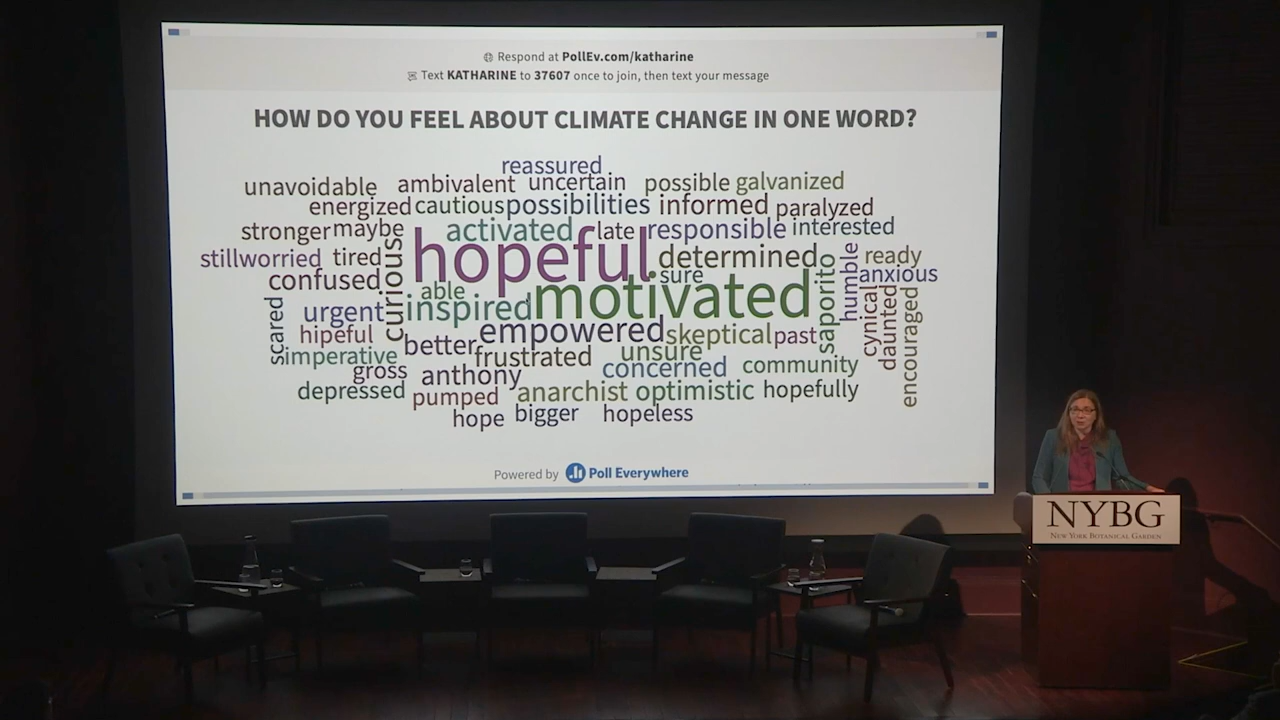 Respond at PollEv.com/katharine
Text KATHARINE to 37607 once to join, then text your message
HOW DO YOU FEEL ABOUT CLIMATE CHANGE IN ONE WORD?
reassured
unavoidable ambivalent uncertain possible galvanized
energized cautious possibilities informed paralyzed
stronger maybe activated late responsible interested
stillworried tired curious hopeful determined saporito humble ready
confused sure anxious
scared urgent able inspired motivated cynical daunted encouraged
hipeful empowered skeptical past
imperative better frustrated unsure
gross anthony concerned community
depressed pumped anarchist optimistic hopefully
hope bigger hopeless
Powered by Poll Everywhere
NYBG
NEW YORK BOTANICAL GARDEN